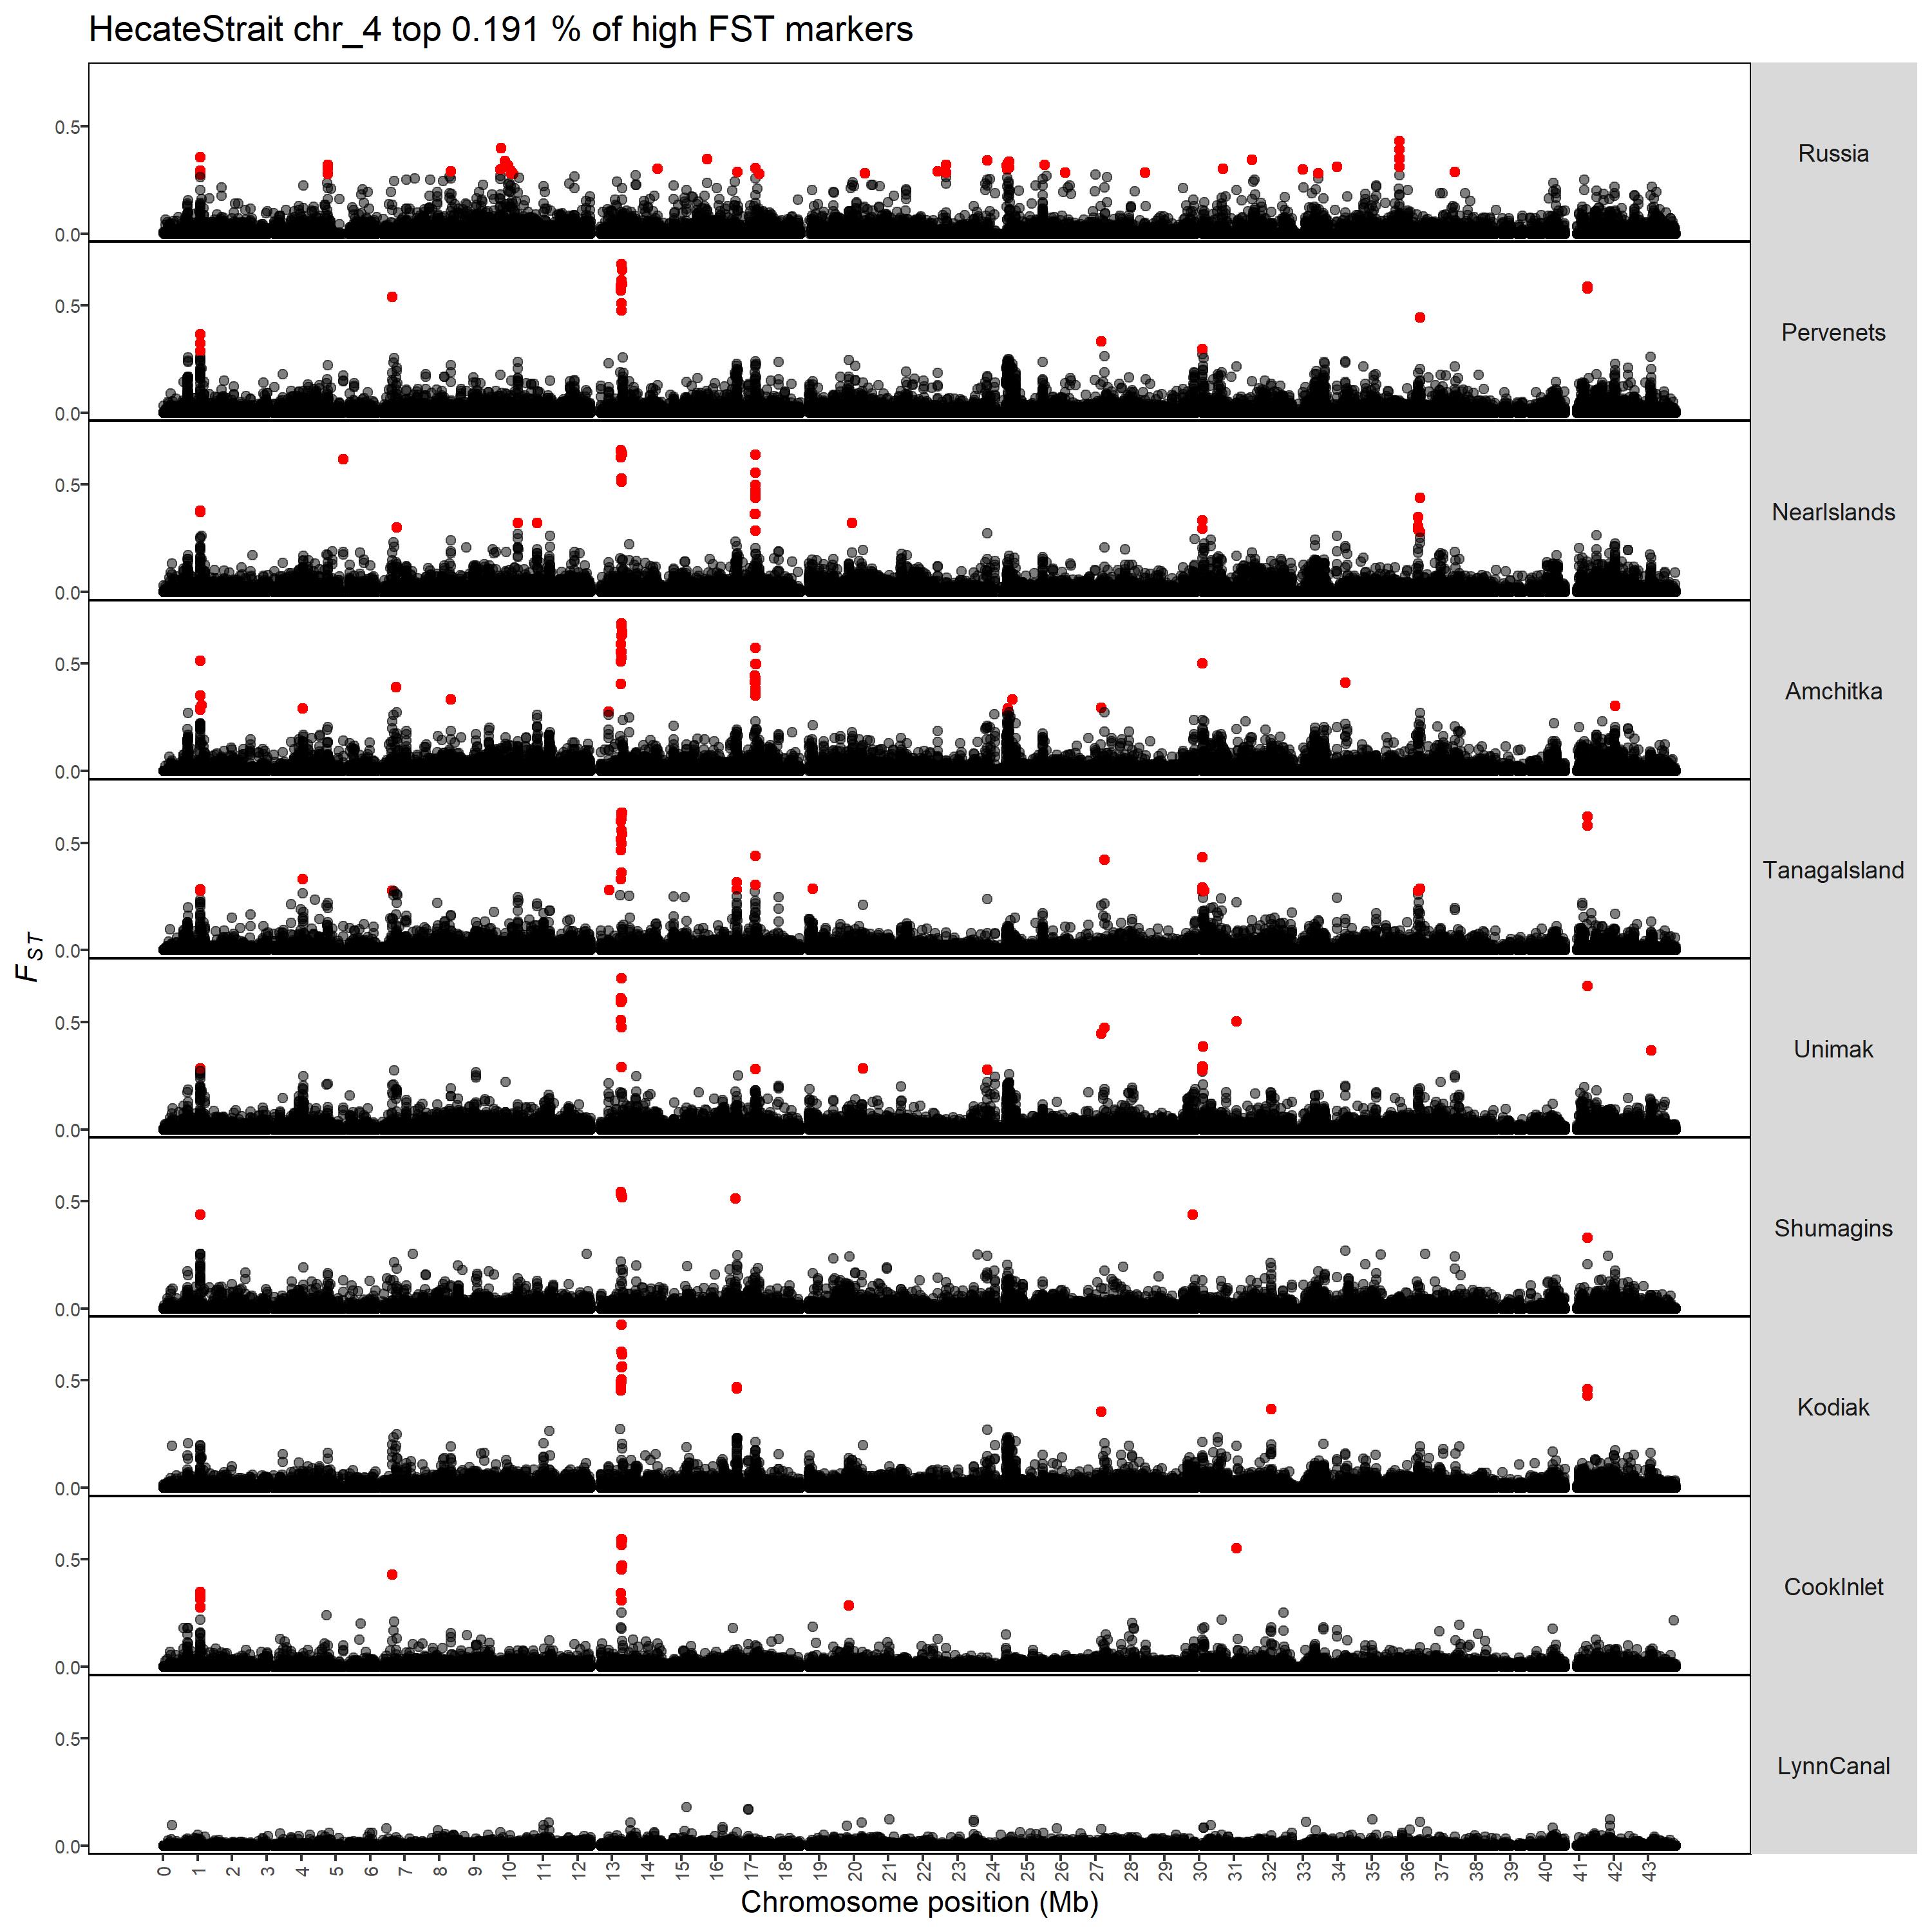 HecateStrait chr_4 top 0.191 % of high FST markers
0.5
0.0
Russia
0.5
0.0
Pervenets
0.5
0.0
NearIslands
0.5
0.0
Amchitka
0.5
0.0
TanagaIsland
0.5
0.0
Unimak
0.5
0.0
Shumagins
0.5
0.0
Kodiak
0.5
0.0
CookInlet
0.5
0.0
LynnCanal
FST
0 1 2 3 4 5 6 7 8 9 10 11 12 13 14 15 16 17 18 19 20 21 22 23 24 25 26 27 28 29 30 31 32 33 34 35 36 37 38 39 40 41 42 43
Chromosome position (Mb)